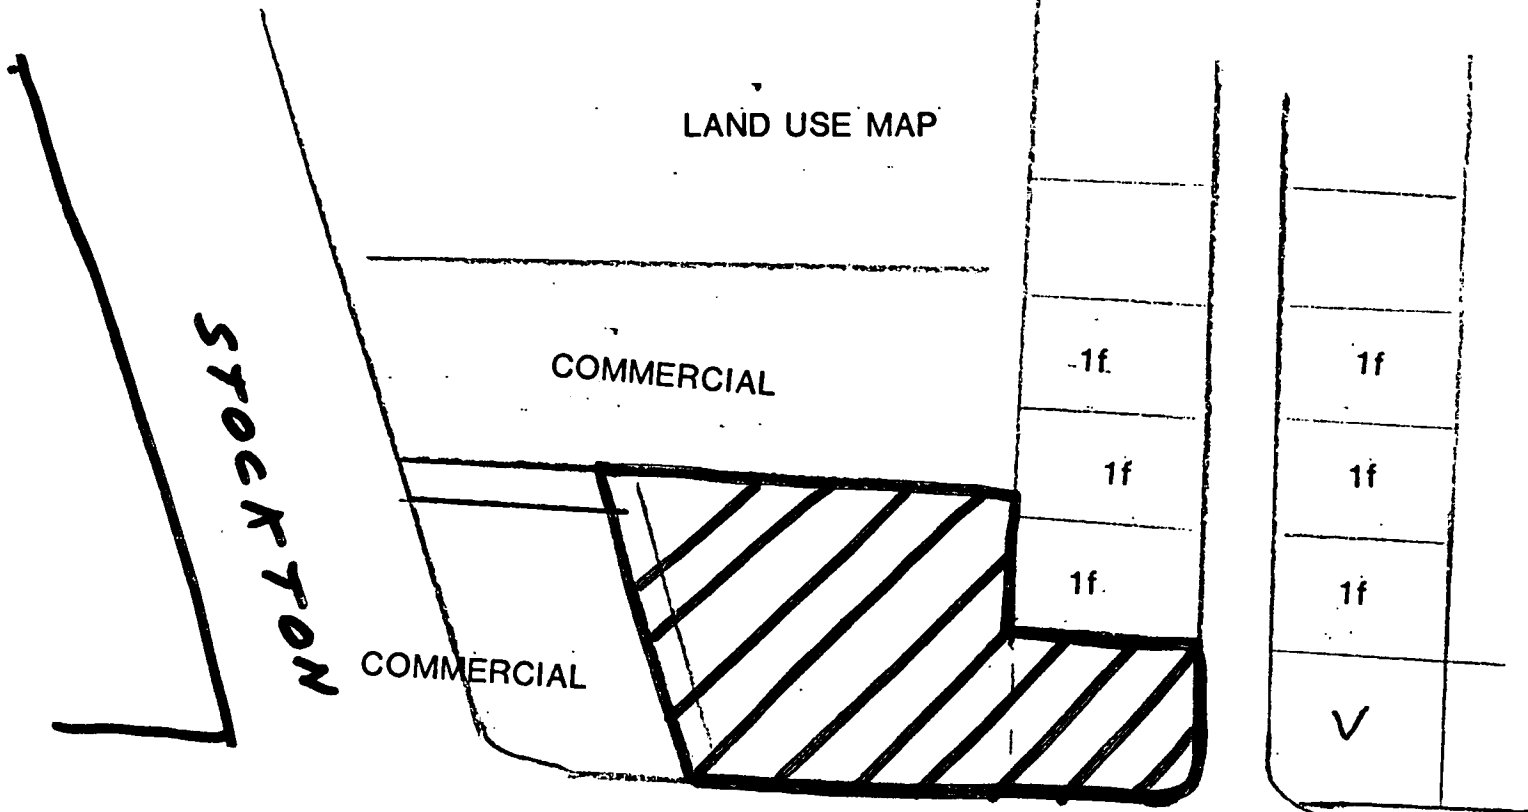 LAND USE MAP
COMMERCIAL
1f
1f
1f
1f
1f
1f
STOCKTON
COMMERCIAL
V